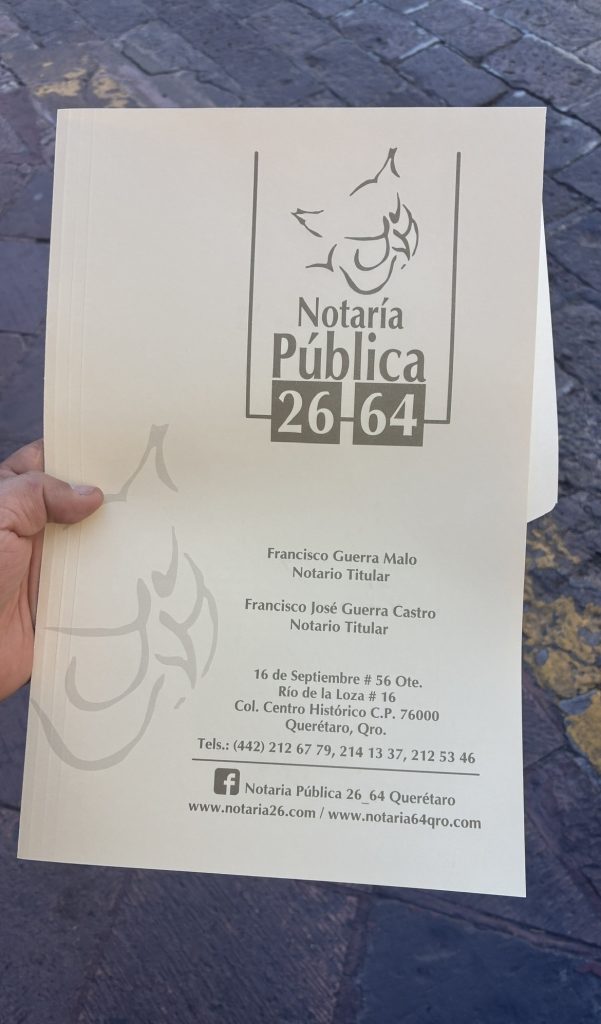 Notaría
Pública
26-64
Francisco Guerra Malo
Notario Titular
Francisco José Guerra Castro
Notario Titular
16 de Septiembre # 56 Ote.
Río de la Loza # 16
Col. Centro Histórico C.P. 76000
Querétaro, Qro.
Tels.: (442) 212 67 79, 214 13 37, 212 53 46
f Notaria Pública 26_64 Querétaro
www.notaria26.com / www.notaria64qro.com